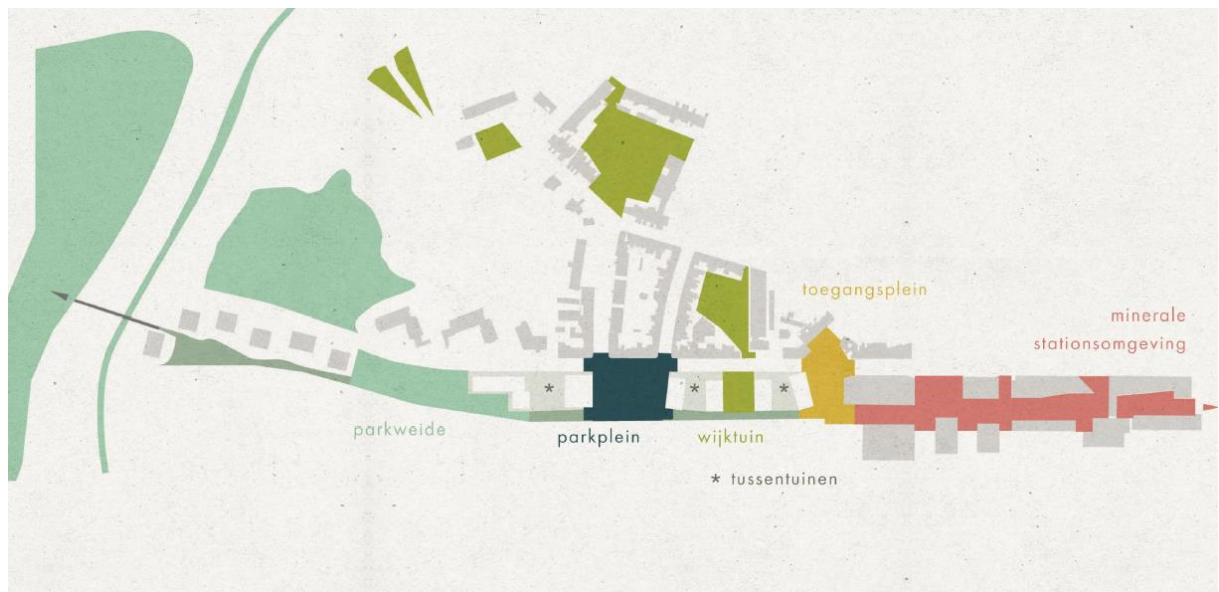 toegangsplein
minerale
stationsomgeving
parkweide
parkplein
wijktuin
* * *
* tussentuinen